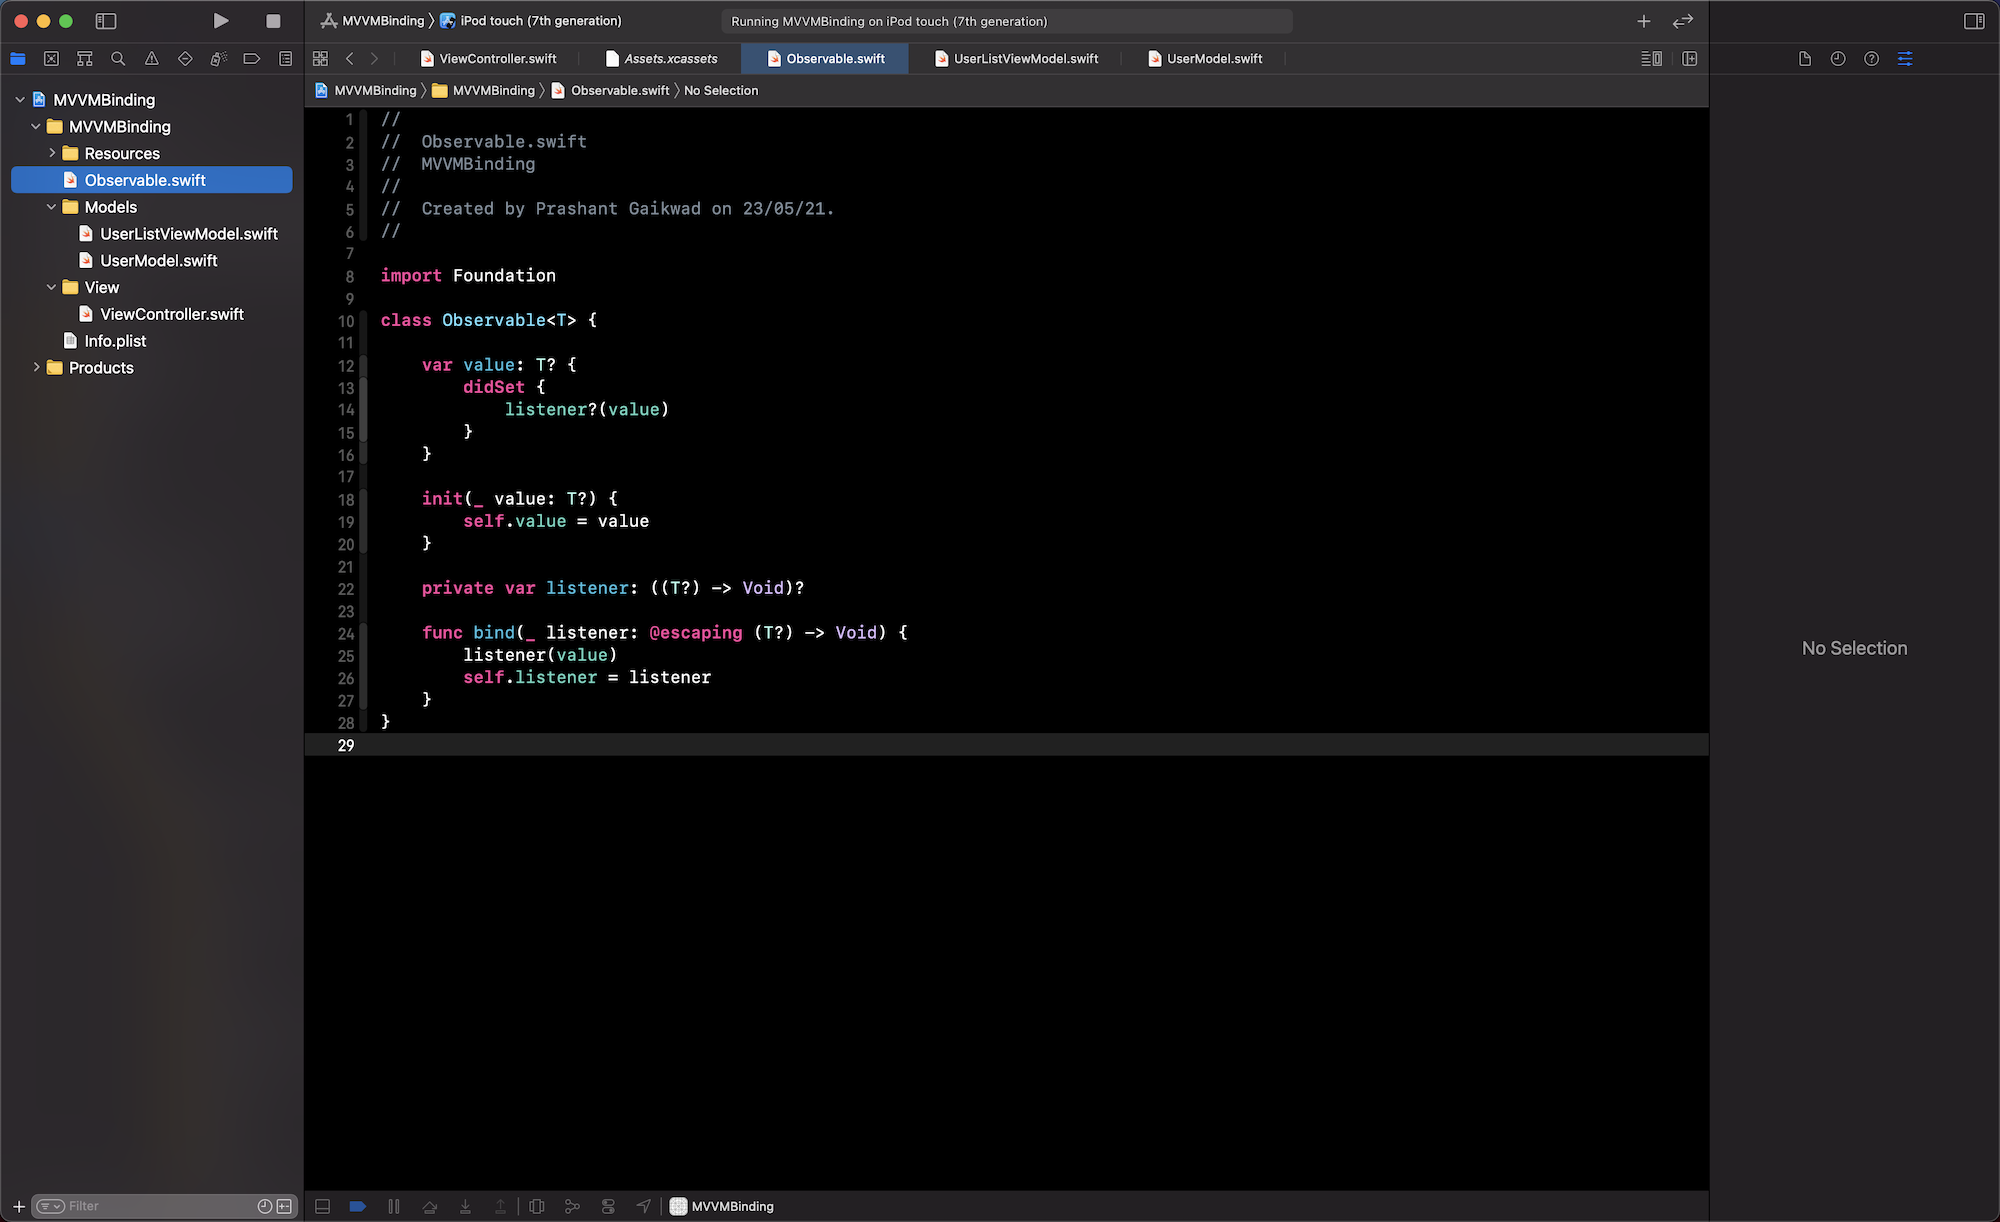 MVVMBinding 〉 iPod touch (7th generation)
Running MVVMBinding on iPod touch (7th generation)
ViewController.swift
Assets.xcassets
Observable.swift
UserListViewModel.swift
UserModel.swift
MVVMBinding 〉 MVVMBinding 〉 Observable.swift 〉 No Selection
MVVMBinding
MVVMBinding
Resources
Observable.swift
Models
UserListViewModel.swift
UserModel.swift
View
ViewController.swift
Info.plist
Products
1 //
2 //  Observable.swift
3 //  MVVMBinding
4 //
5 //  Created by Prashant Gaikwad on 23/05/21.
6 //
7
8 import Foundation
9
10 class Observable<T> {
11
12     var value: T? {
13         didSet {
14             listener?(value)
15         }
16     }
17
18     init(_ value: T?) {
19         self.value = value
20     }
21
22     private var listener: ((T?) -> Void)?
23
24     func bind(_ listener: @escaping (T?) -> Void) {
25         listener(value)
26         self.listener = listener
27     }
28 }
29
No Selection
Filter
MVVMBinding